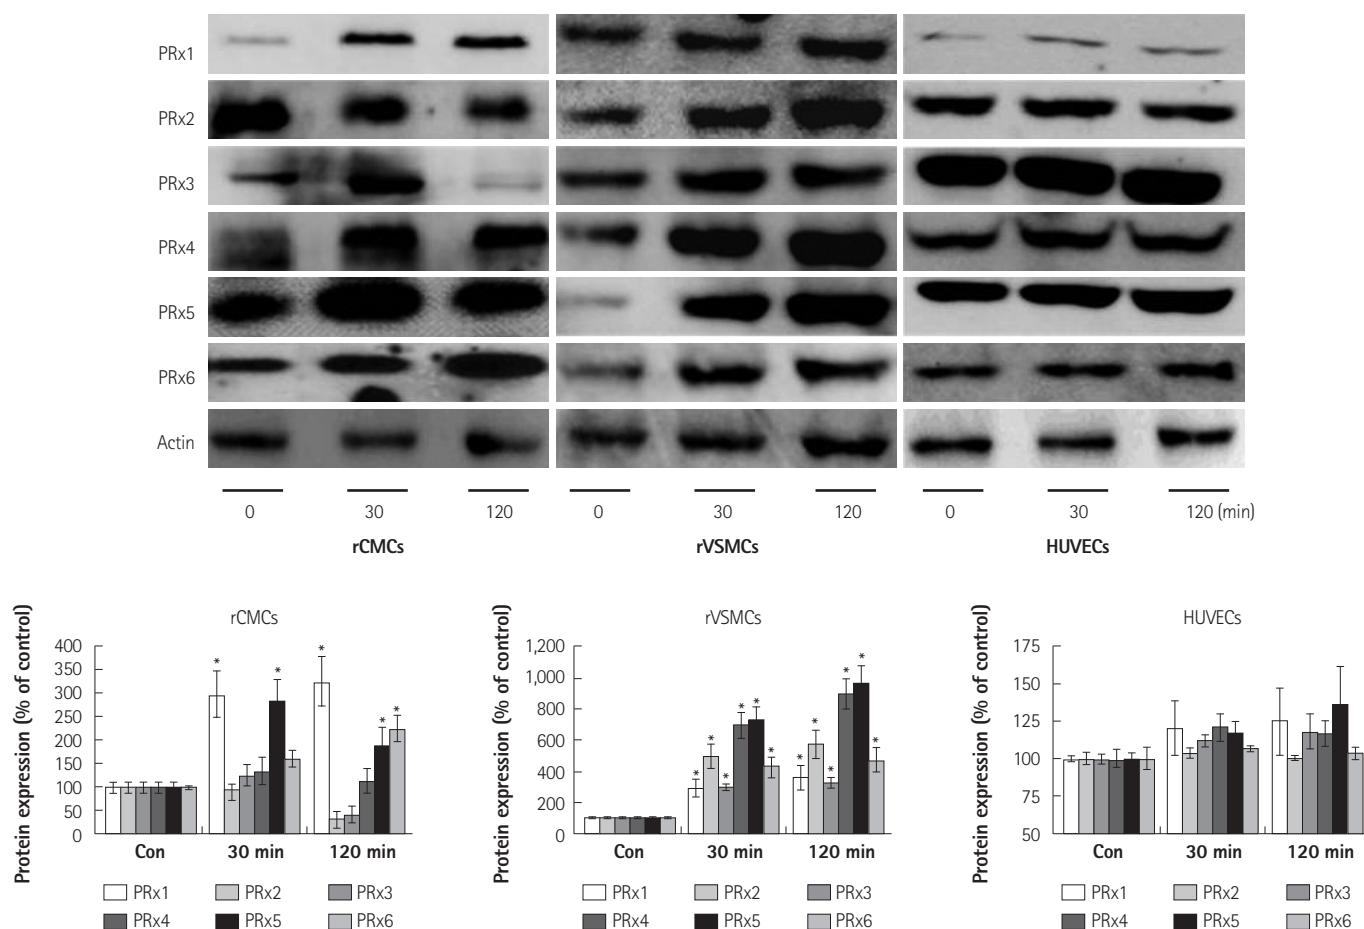 PRx1
PRx2
PRx3
PRx4
PRx5
PRx6
Actin
0 30 120 0 30 120 0 30 120 (min)
rCMCs rVSMCs HUVECs
rCMCs
Protein expression (% of control)
400
350
300
250
200
150
100
50
0
* * * * *
Con 30 min 120 min
PRx1 PRx2 PRx3
PRx4 PRx5 PRx6
rVSMCs
Protein expression (% of control)
1,200
1,000
800
600
400
200
0
* * * * * * * * * * * *
Con 30 min 120 min
PRx1 PRx2 PRx3
PRx4 PRx5 PRx6
HUVECs
Protein expression (% of control)
175
150
125
100
75
50
Con 30 min 120 min
PRx1 PRx2 PRx3
PRx4 PRx5 PRx6